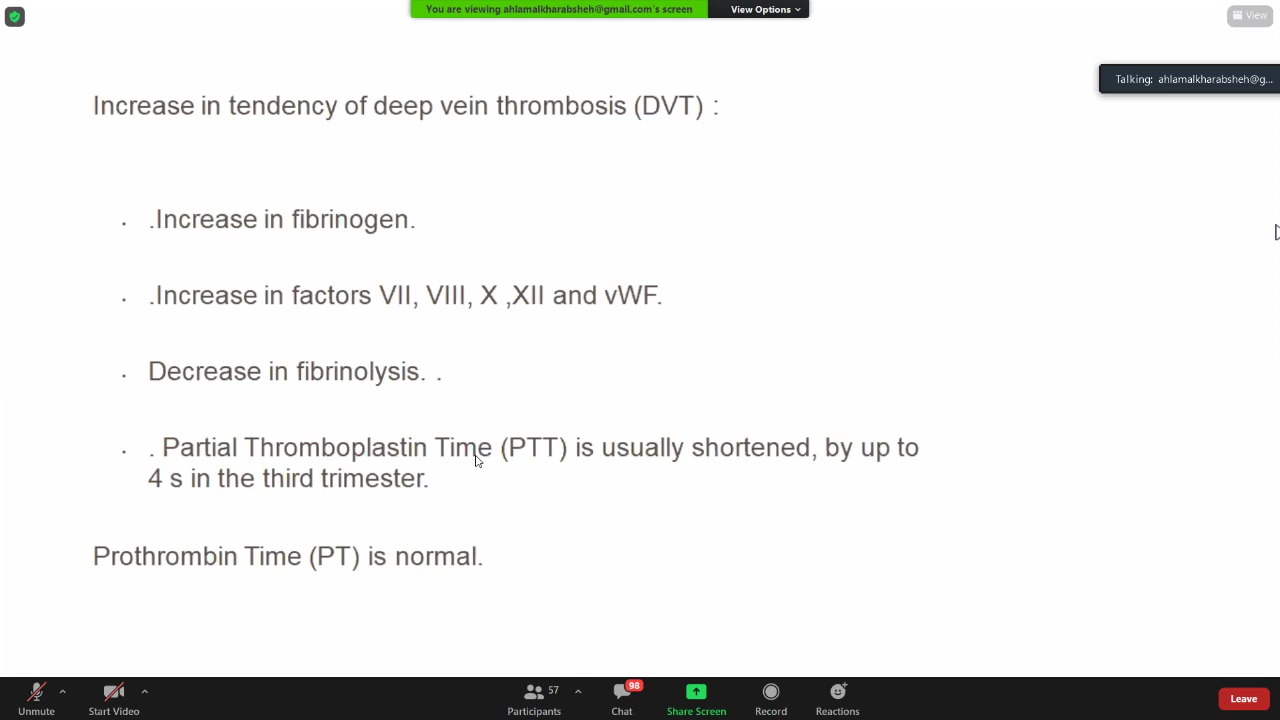 You are viewing ahlamalkharabsheh@gmail.com's screen
View Options
View
Talking: ahlamalkharabsheh@g...
Increase in tendency of deep vein thrombosis (DVT) :
. .Increase in fibrinogen.
. .Increase in factors VII, VIII, X ,XII and vWF.
. Decrease in fibrinolysis. .
. . Partial Thromboplastin Time (PTT) is usually shortened, by up to
4 s in the third trimester.
Prothrombin Time (PT) is normal.
57
98
Unmute
Start Video
Participants
Chat
Share Screen
Record
Reactions
Leave